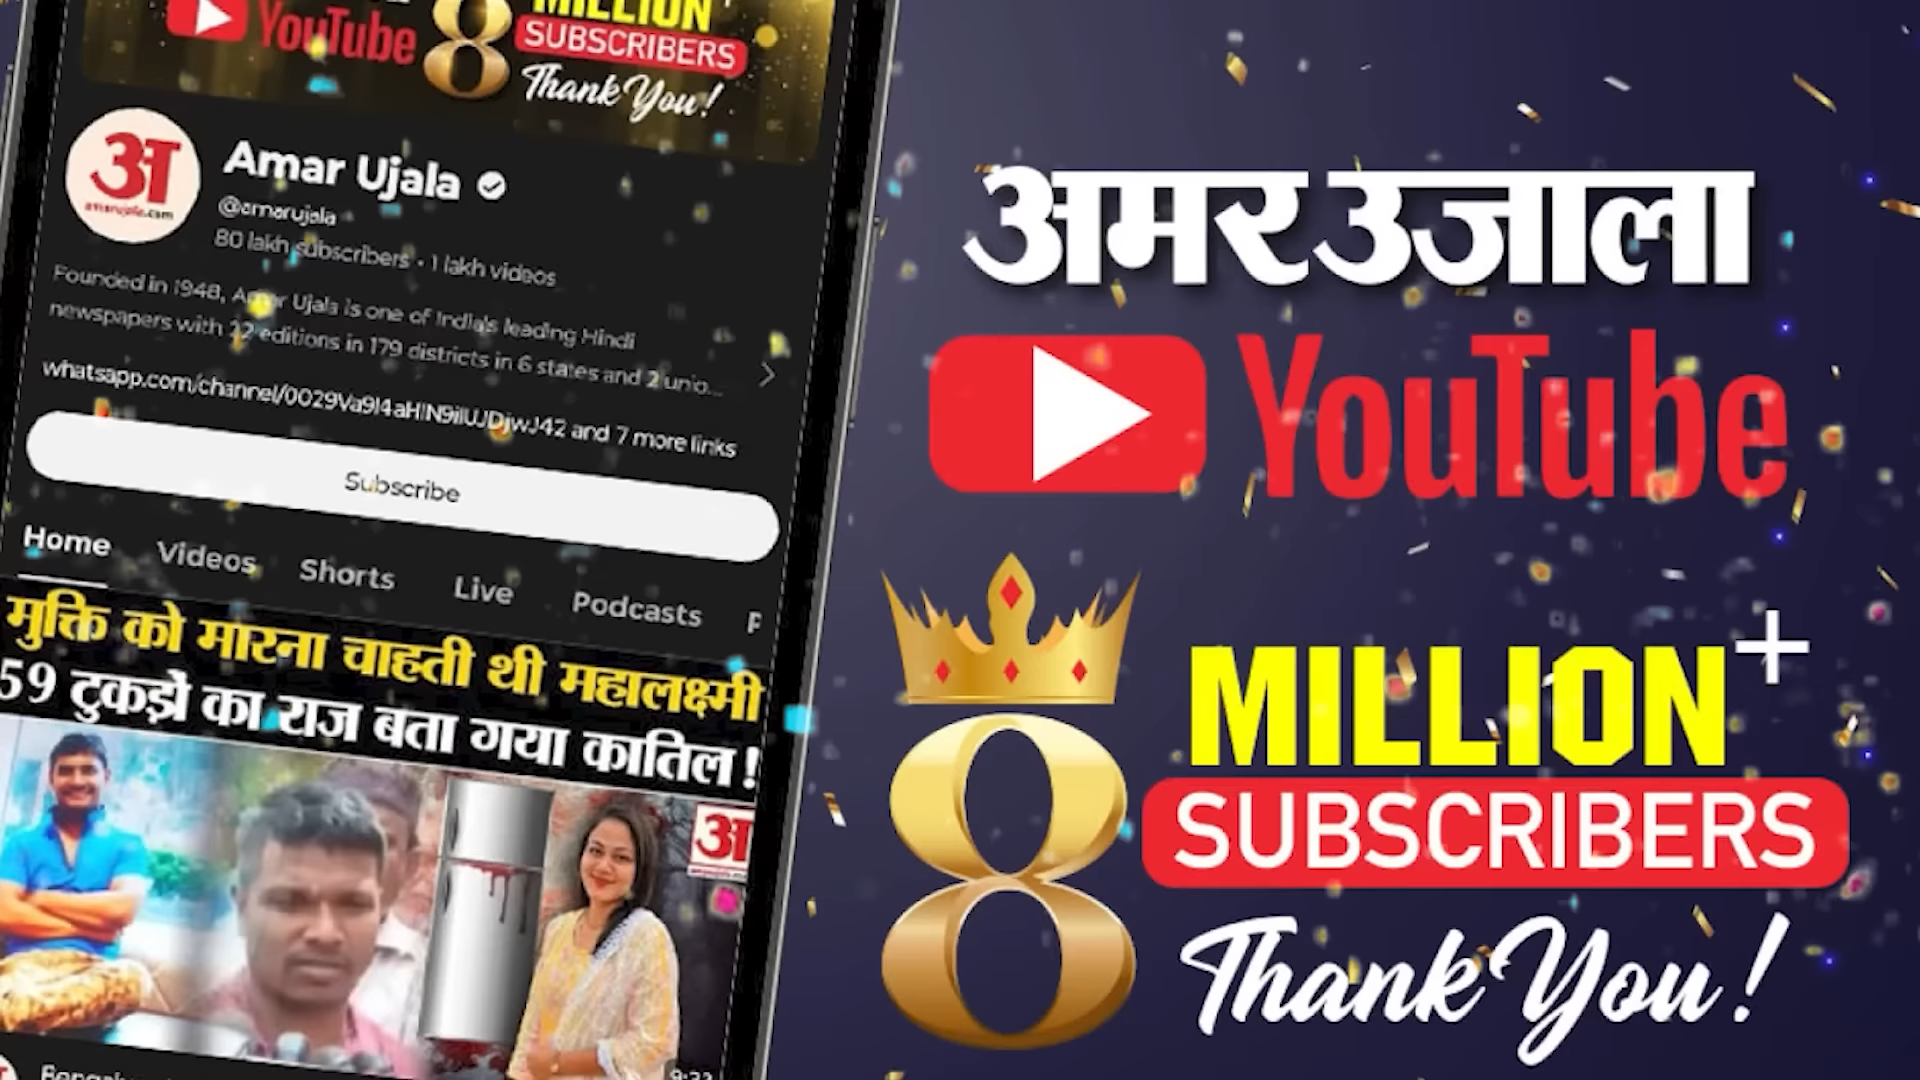 MILLION
YouTube 8 SUBSCRIBERS
Thank You!
अ
amarujala.com
Amar Ujala
@amarujala
80 lakh subscribers • 1 lakh videos
Founded in 1948, Amar Ujala is one of India's leading Hindi
newspapers with 22 editions in 179 districts in 6 states and 2 unio...
and 7 more links
Subscribe
Home Videos Shorts Live Podcasts P
मुक्ति को मारना चाहती थी महालक्ष्मी
59 टुकड़ों का राज बता गया कातिल!
अ
9:32
अमर उजाला
YouTube
8 MILLION+
SUBSCRIBERS
Thank You!